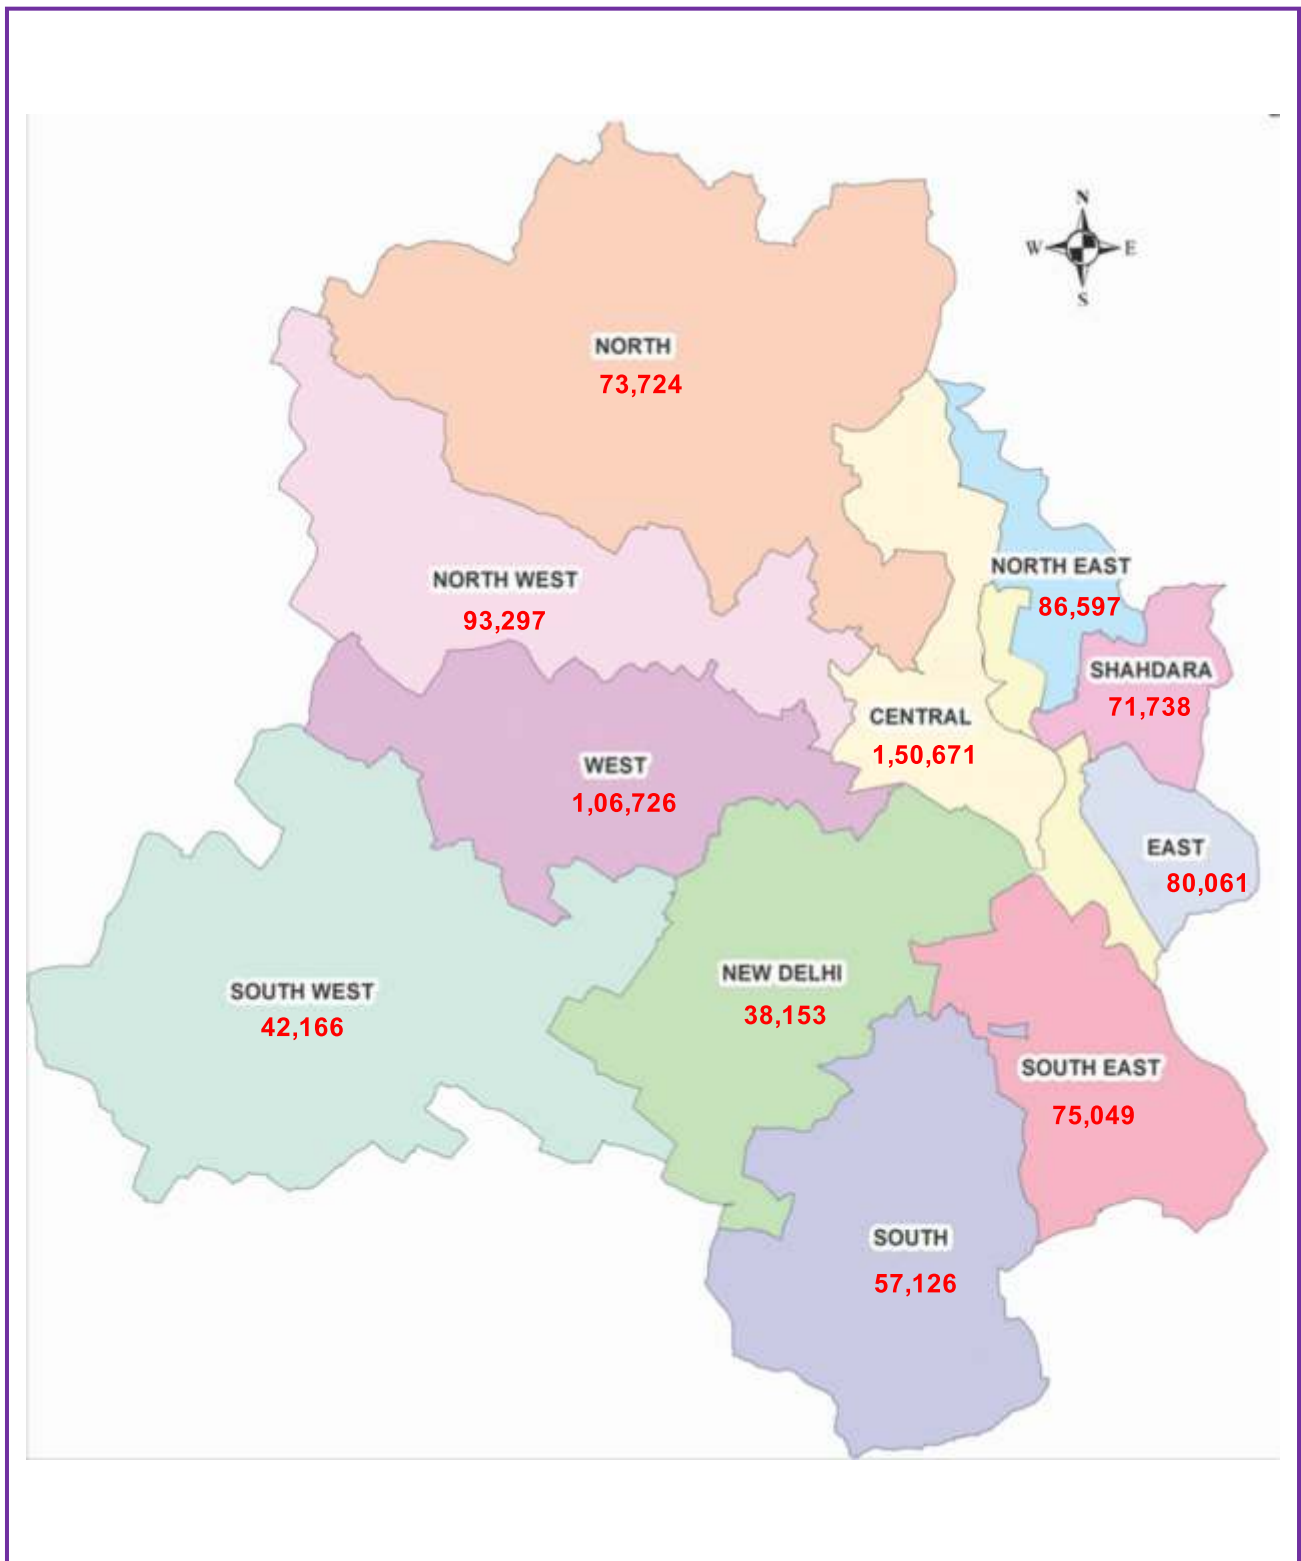 N
W E
S
NORTH
73,724
NORTH EAST
86,597
NORTH WEST
93,297
SHAHDARA
71,738
CENTRAL
1,50,671
WEST
1,06,726
EAST
80,061
NEW DELHI
38,153
SOUTH WEST
42,166
SOUTH EAST
75,049
SOUTH
57,126